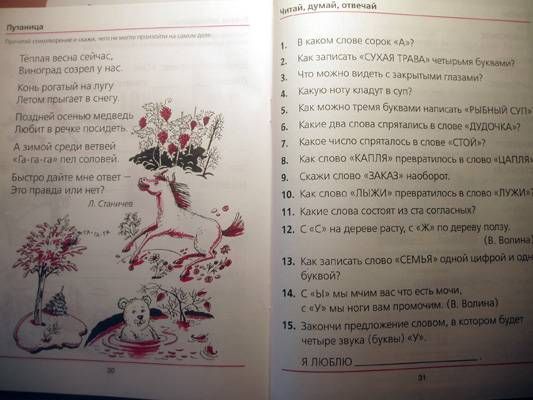 Путаница
Прочитай стихотворение и скажи, чего не могло произойти на самом деле.
Тёплая весна сейчас,
Виноград созрел у нас.
Конь рогатый на лугу
Летом прыгает в снегу.
Поздней осенью медведь
Любит в речке посидеть.
А зимой среди ветвей
«Га-га-га» пел соловей.
Быстро дайте мне ответ —
Это правда или нет?
Л. Станичев
ГА-ГА-ГА
30
Читай, думай, отвечай
1. В каком слове сорок «А»?
2. Как записать «СУХАЯ ТРАВА» четырьмя буквами?
3. Что можно видеть с закрытыми глазами?
4. Какую ноту кладут в суп?
5. Как можно тремя буквами написать «РЫБНЫЙ СУП»
6. Какие два слова спрятались в слове «ДУДОЧКА»?
7. Какое число спряталось в слове «СТОЙ»?
8. Как слово «КАПЛЯ» превратилось в слово «ЦАПЛЯ»
9. Скажи слово «ЗАКАЗ» наоборот.
10. Как слово «ЛЫЖИ» превратилось в слово «ЛУЖИ»?
11. Какие слова состоят из ста согласных?
12. С «С» на дереве расту, с «Ж» по дереву ползу.
(В. Волина)
13. Как записать слово «СЕМЬЯ» одной цифрой и одн
буквой?
14. С «Ы» мы мчим вас что есть мочи,
с «У» мы ноги вам промочим. (В. Волина)
15. Закончи предложение словом, в котором будет
четыре звука (буквы) «У».
Я ЛЮБЛЮ ______________.
31